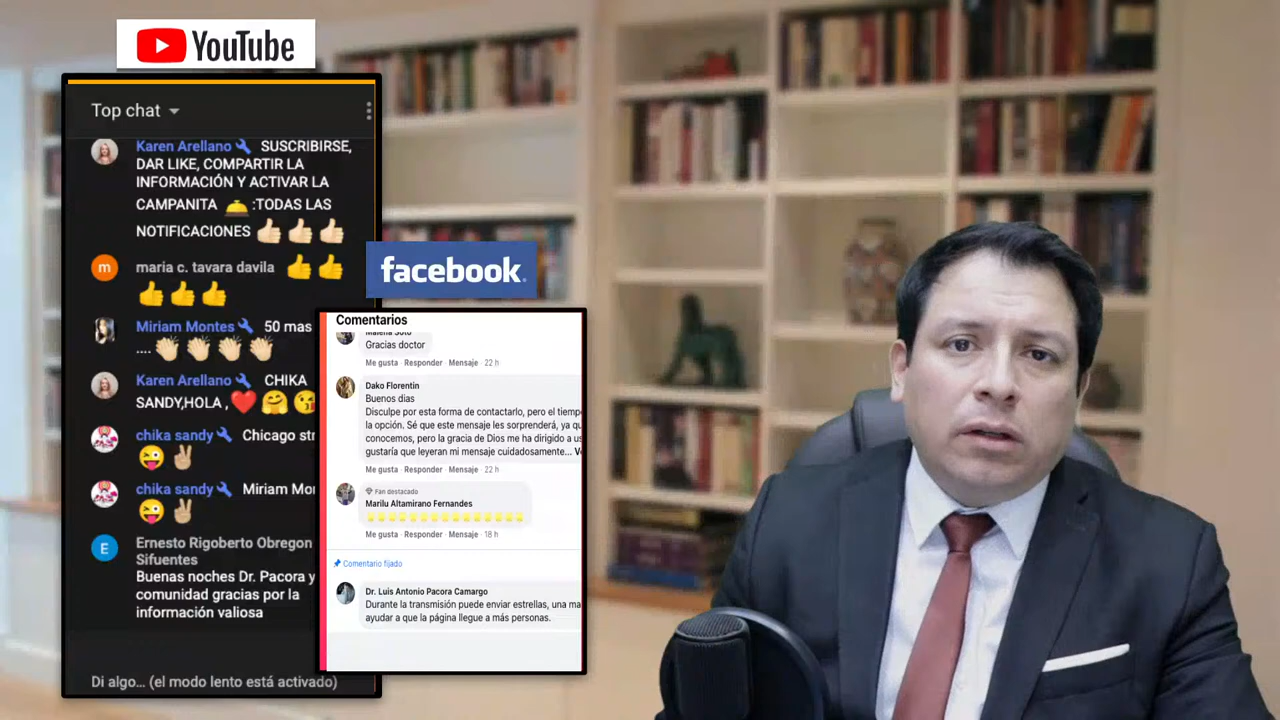 YouTube
Top chat
Karen Arellano SUSCRIBIRSE,
DAR LIKE, COMPARTIR LA
INFORMACIÓN Y ACTIVAR LA
CAMPANITA 🛎️ :TODAS LAS
NOTIFICACIONES 👍🏻👍🏻👍🏻
maria c. tavara davila 👍👍
👍👍👍
Miriam Montes 50 mas
.... 👏🏻👏🏻👏🏻👏🏻
Karen Arellano CHIKA
SANDY,HOLA ,❤️🤗😘
chika sandy Chicago str
😜✌🏽
chika sandy Miriam Mo
😜✌🏽
E
Ernesto Rigoberto Obregon
Sifuentes
Buenas noches Dr. Pacora y
comunidad gracias por la
información valiosa
Di algo... (el modo lento está activado)
facebook
Comentarios
Malena Soto
Gracias doctor
Me gusta · Responder · Mensaje · 22 h
Dako Florentin
Buenos dias
Disculpe por esta forma de contactarlo, pero el tiemp
la opción. Sé que este mensaje les sorprenderá, ya qu
conocemos, pero la gracia de Dios me ha dirigido a us
gustaría que leyeran mi mensaje cuidadosamente... V
Me gusta · Responder · Mensaje · 22 h
Fan destacado
Marilu Altamirano Fernandes
Me gusta · Responder · Mensaje · 18 h
Comentario fijado
Dr. Luis Antonio Pacora Camargo
Durante la transmisión puede enviar estrellas, una ma
ayudar a que la página llegue a más personas.